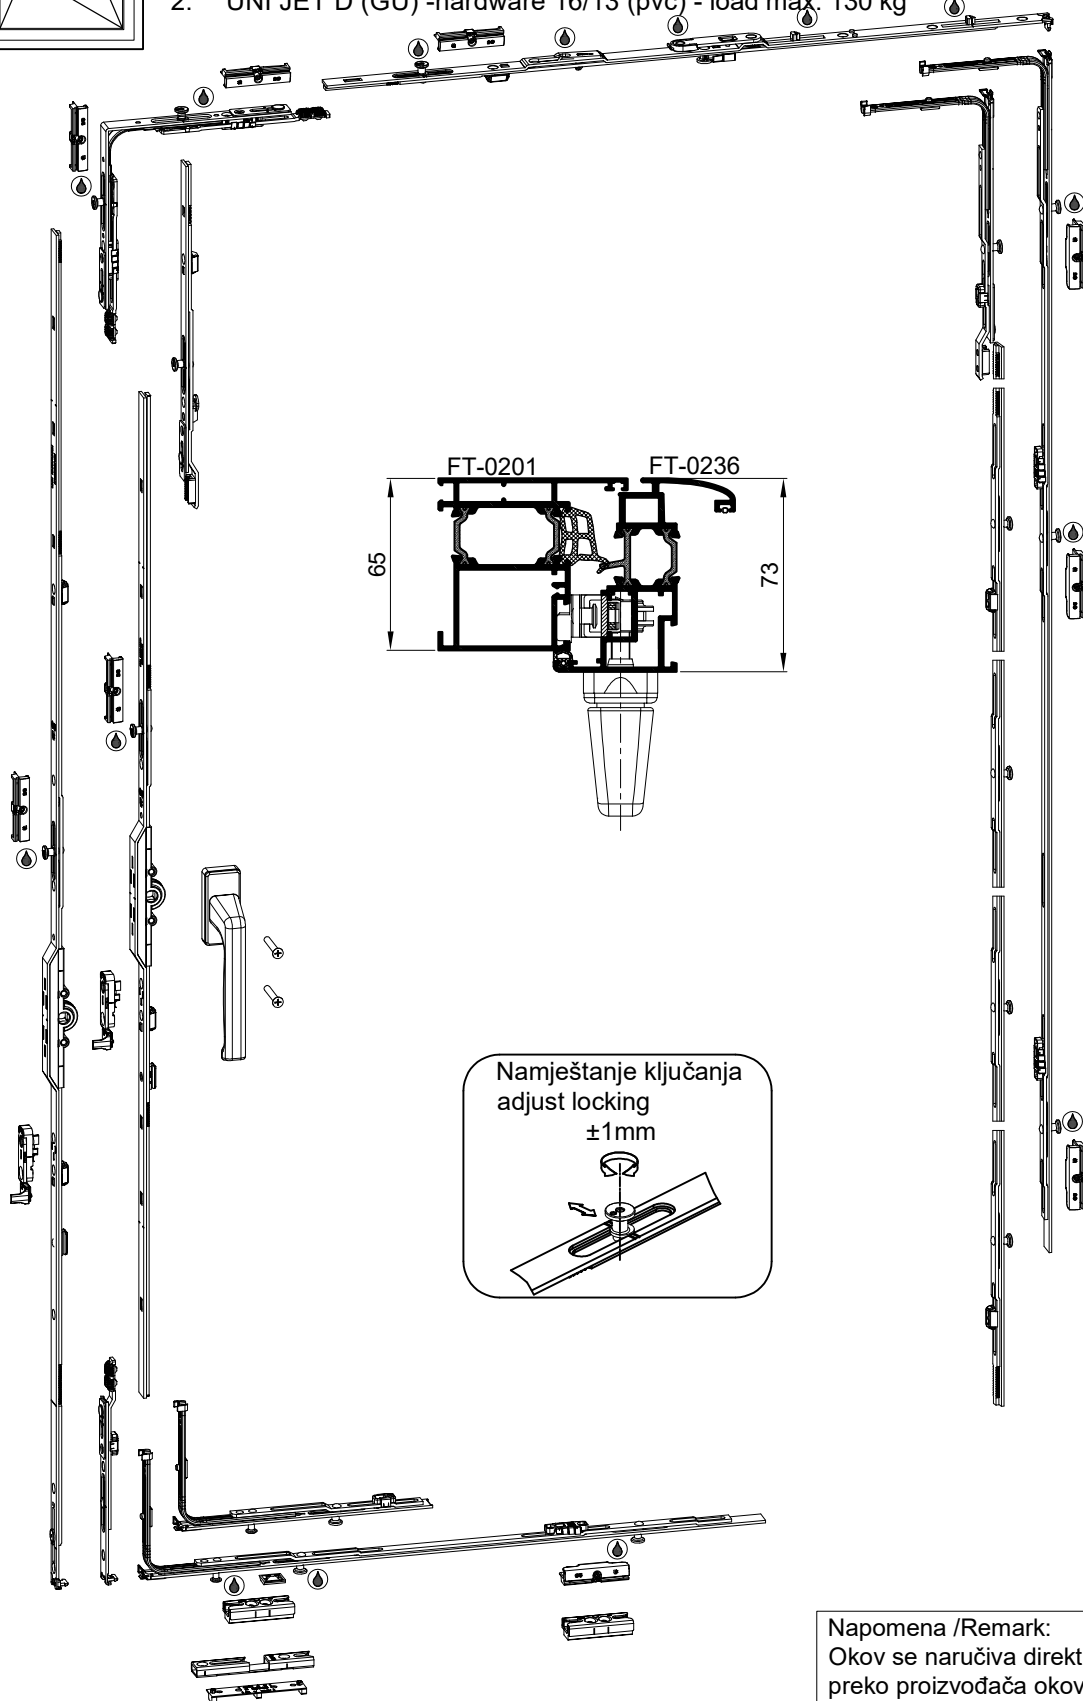 2. UNI JET D (GU) -hardware 16/13 (pvc) - load max. 130 kg
FT-0201
FT-0236
65
73
Namještanje ključanja
adjust locking
±1mm
Napomena /Remark:
Okov se naručiva direkt
preko proizvođača okov